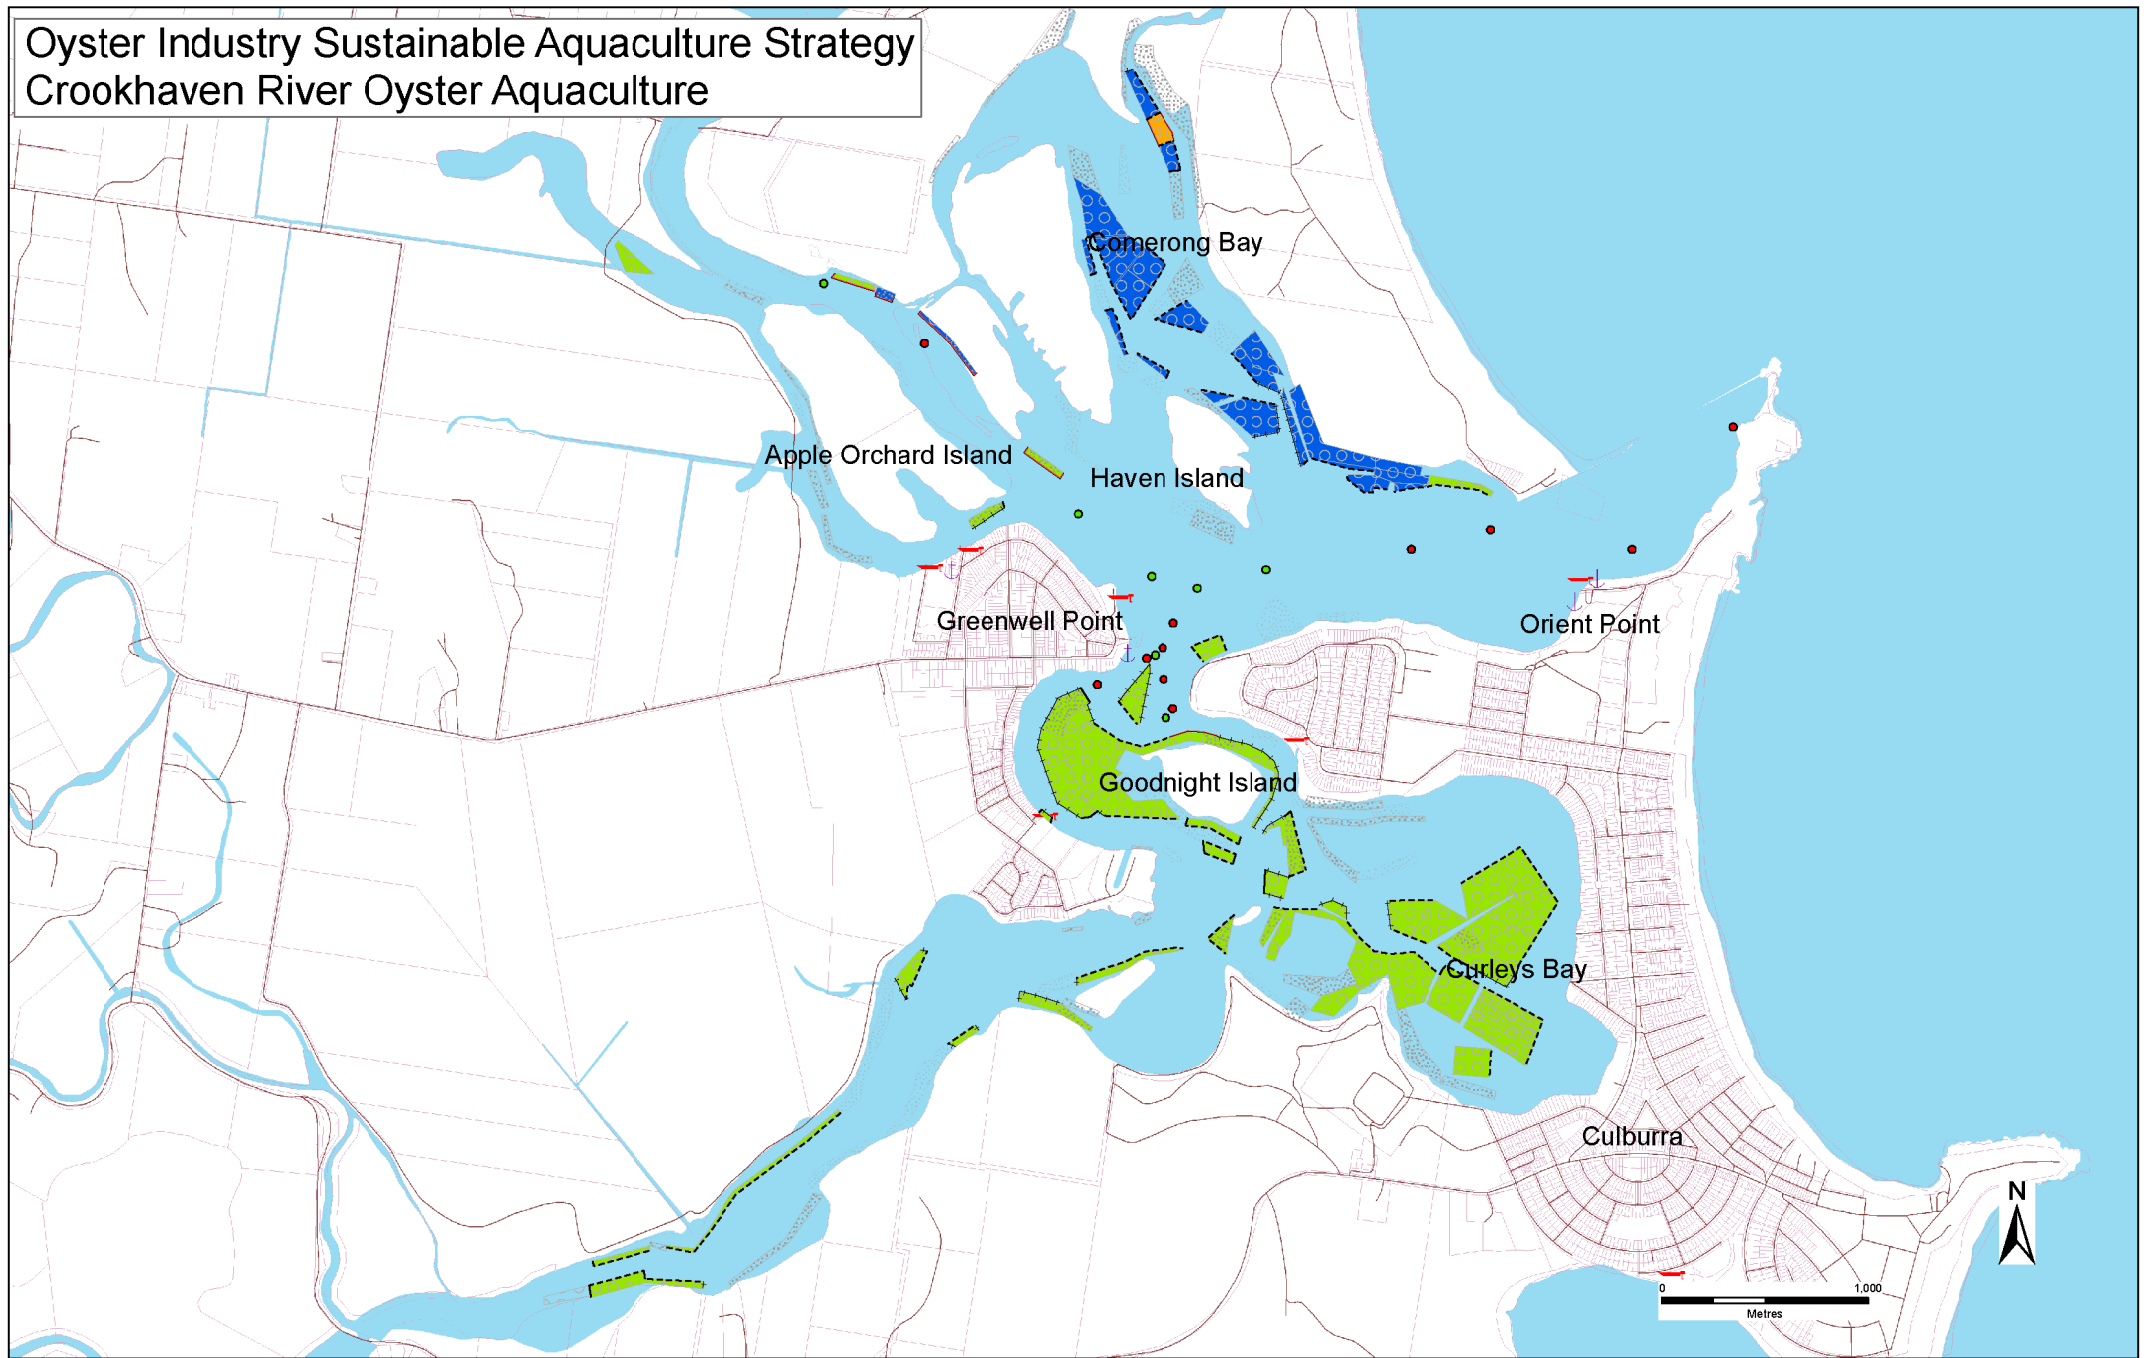 Oyster Industry Sustainable Aquaculture Strategy
Crookhaven River Oyster Aquaculture
Comerong Bay
Apple Orchard Island
Haven Island
Greenwell Point
Orient Point
Goodnight Island
Curleys Bay
Culburra
N
0 1,000
Metres